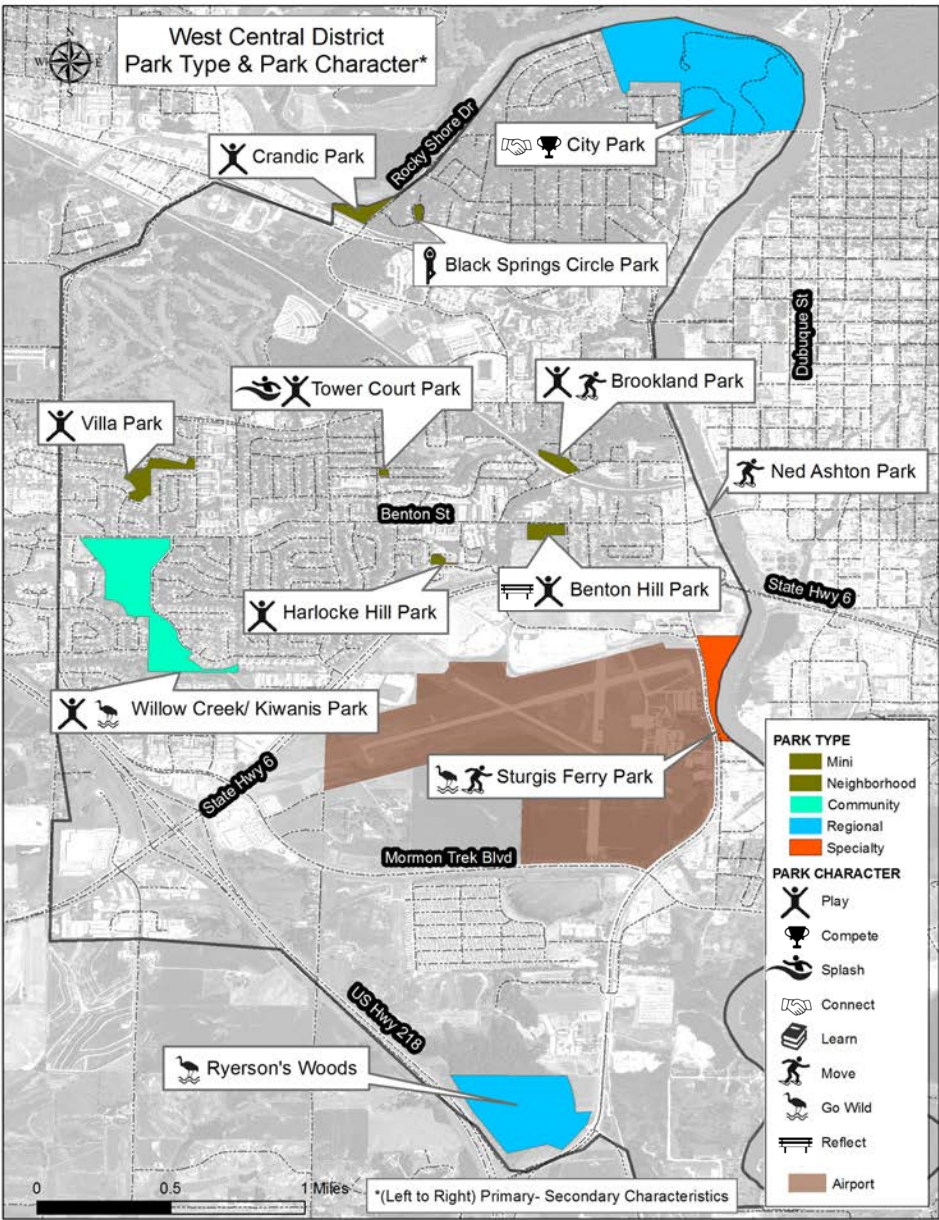 West Central District
Park Type & Park Character*
N
W
E
S
Rocky Shore Dr
Crandic Park
City Park
Black Springs Circle Park
Dubuque St
Tower Court Park
Brookland Park
Villa Park
Ned Ashton Park
Benton St
Harlocke Hill Park
Benton Hill Park
State Hwy 6
Willow Creek/ Kiwanis Park
State Hwy 6
Sturgis Ferry Park
Mormon Trek Blvd
US Hwy 218
Ryerson's Woods
PARK TYPE
Mini
Neighborhood
Community
Regional
Specialty
PARK CHARACTER
Play
Compete
Splash
Connect
Learn
Move
Go Wild
Reflect
Airport
0 0.5 1 Miles
*(Left to Right) Primary- Secondary Characteristics